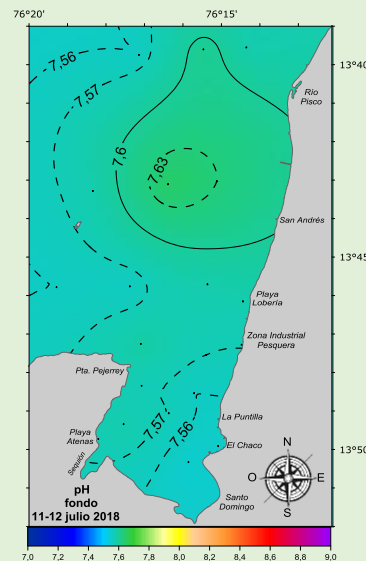 76°20'
76°15'
13°40
7,56
7,57
Río
Pisco
7,6
7,63
San Andrés
13°45
Playa
Lobería
Zona Industrial
Pesquera
Pta. Pejerrey
La Puntilla
7,57
7,56
Playa
Atenas
El Chaco
13°50
Sequión
N
O
E
S
Santo
Domingo
pH
fondo
11-12 julio 2018
7,0 7,2 7,4 7,6 7,8 8,0 8,2 8,4 8,6 8,8 9,0